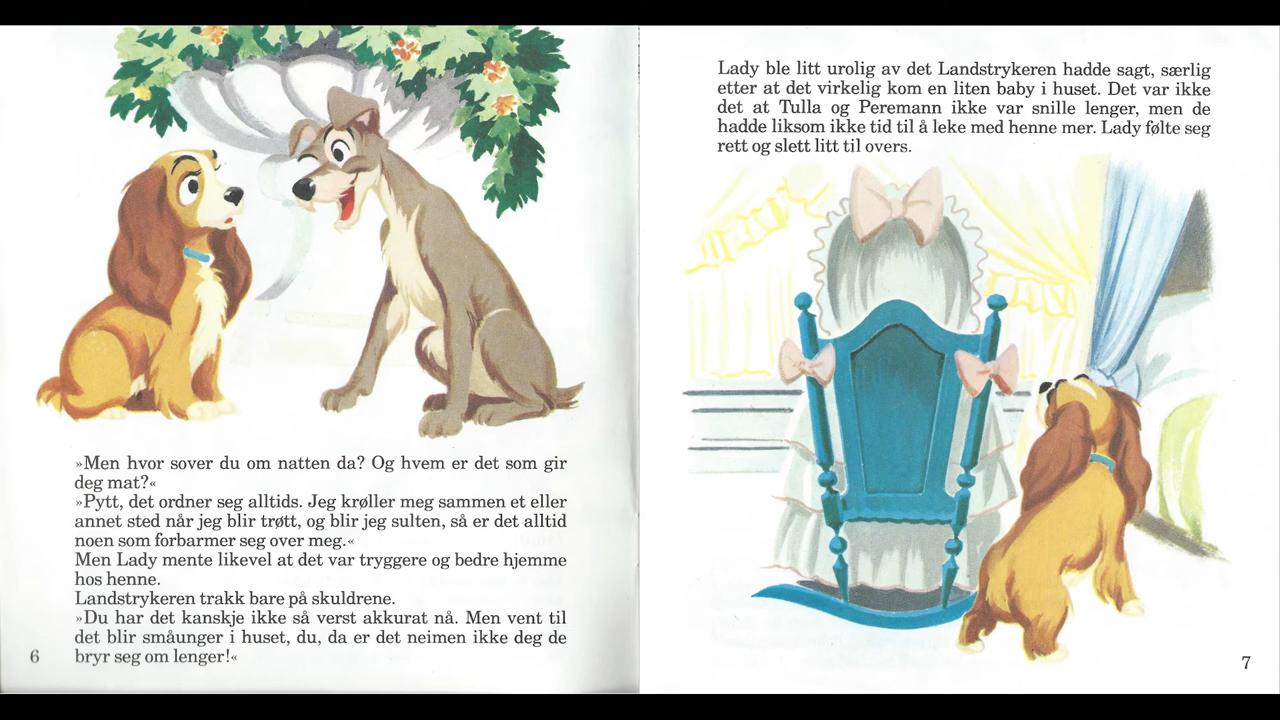 »Men hvor sover du om natten da? Og hvem er det som gir
deg mat?«
»Pytt, det ordner seg alltids. Jeg krøller meg sammen et eller
annet sted når jeg blir trøtt, og blir jeg sulten, så er det alltid
noen som forbarmer seg over meg.«
Men Lady mente likevel at det var tryggere og bedre hjemme
hos henne.
Landstrykeren trakk bare på skuldrene.
»Du har det kanskje ikke så verst akkurat nå. Men vent til
det blir småunger i huset, du, da er det neimen ikke deg de
bryr seg om lenger!«
6
Lady ble litt urolig av det Landstrykeren hadde sagt, særlig
etter at det virkelig kom en liten baby i huset. Det var ikke
det at Tulla og Peremann ikke var snille lenger, men de
hadde liksom ikke tid til å leke med henne mer. Lady følte seg
rett og slett litt til overs.
7